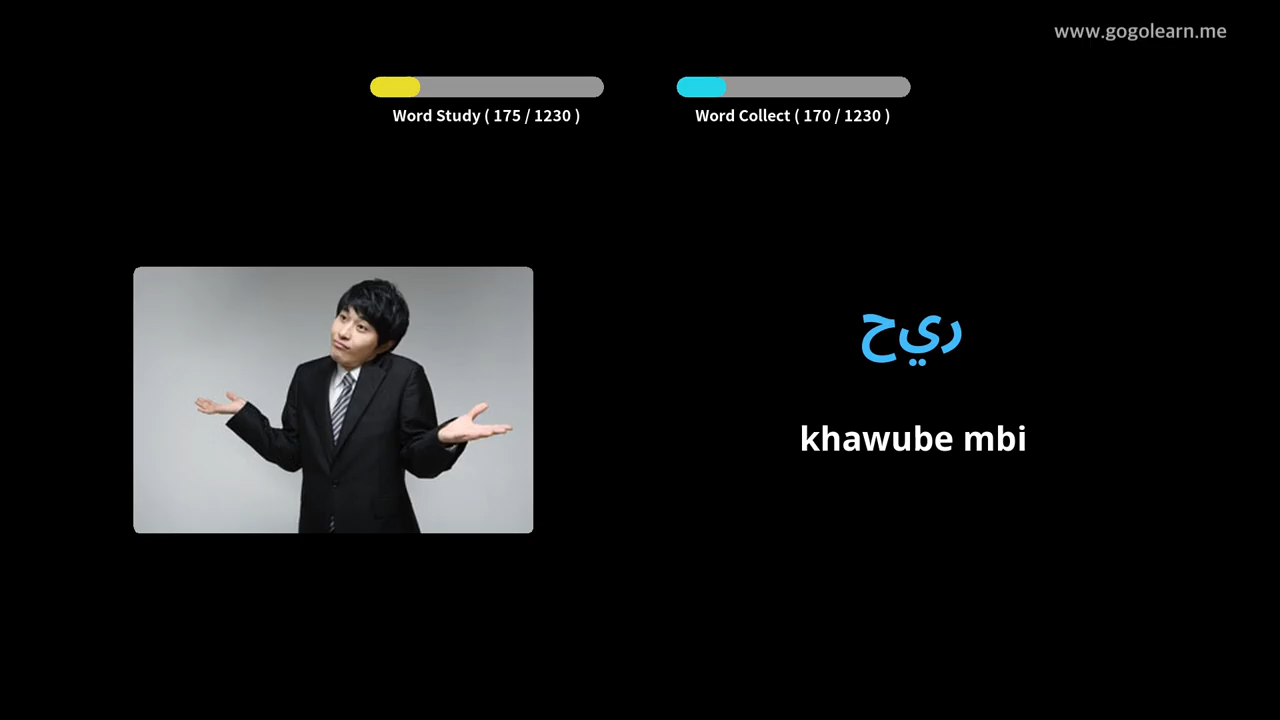 www.gogolearn.me
Word Study ( 175 / 1230 )
Word Collect ( 170 / 1230 )
ريح
khawube mbi